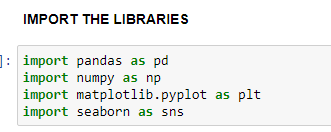 IMPORT THE LIBRARIES
]: import pandas as pd
import numpy as np
import matplotlib.pyplot as plt
import seaborn as sns